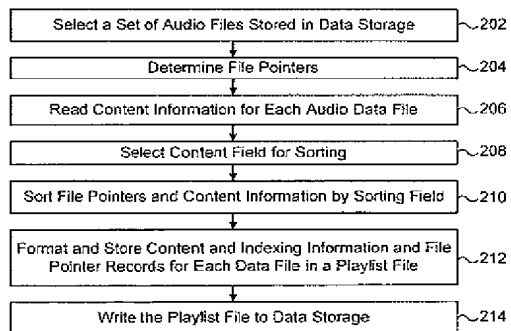 Select a Set of Audio Files Stored in Data Storage
202
Determine File Pointers
204
Read Content Information for Each Audio Data File
206
Select Content Field for Sorting
208
Sort File Pointers and Content Information by Sorting Field
210
Format and Store Content and Indexing Information and File
Pointer Records for Each Data File in a Playlist File
212
Write the Playlist File to Data Storage
214